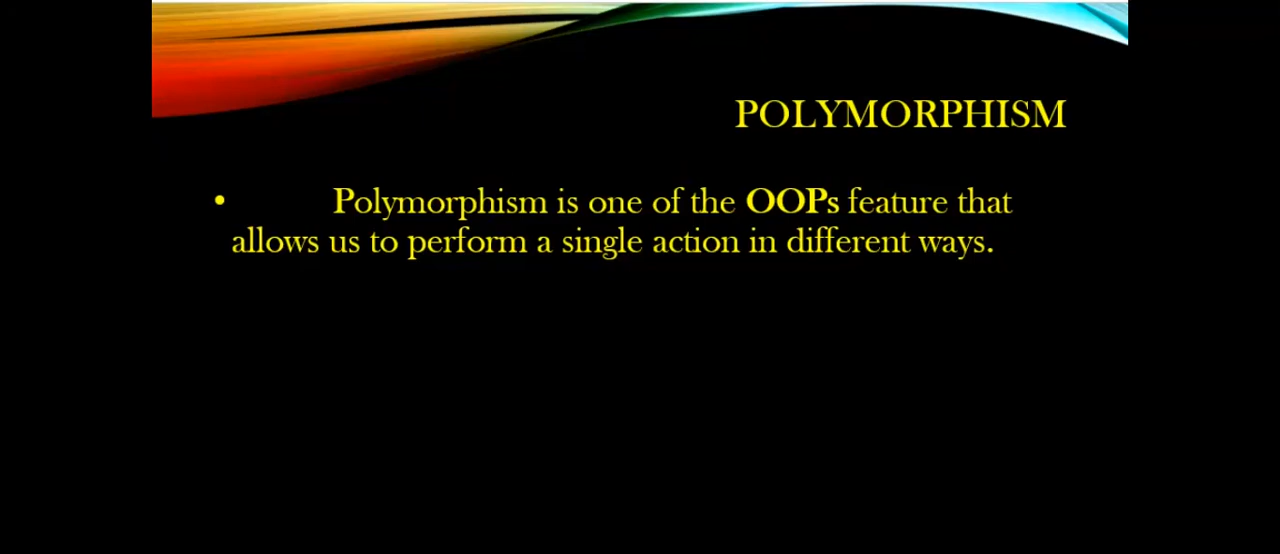 POLYMORPHISM
• Polymorphism is one of the OOPs feature that
allows us to perform a single action in different ways.